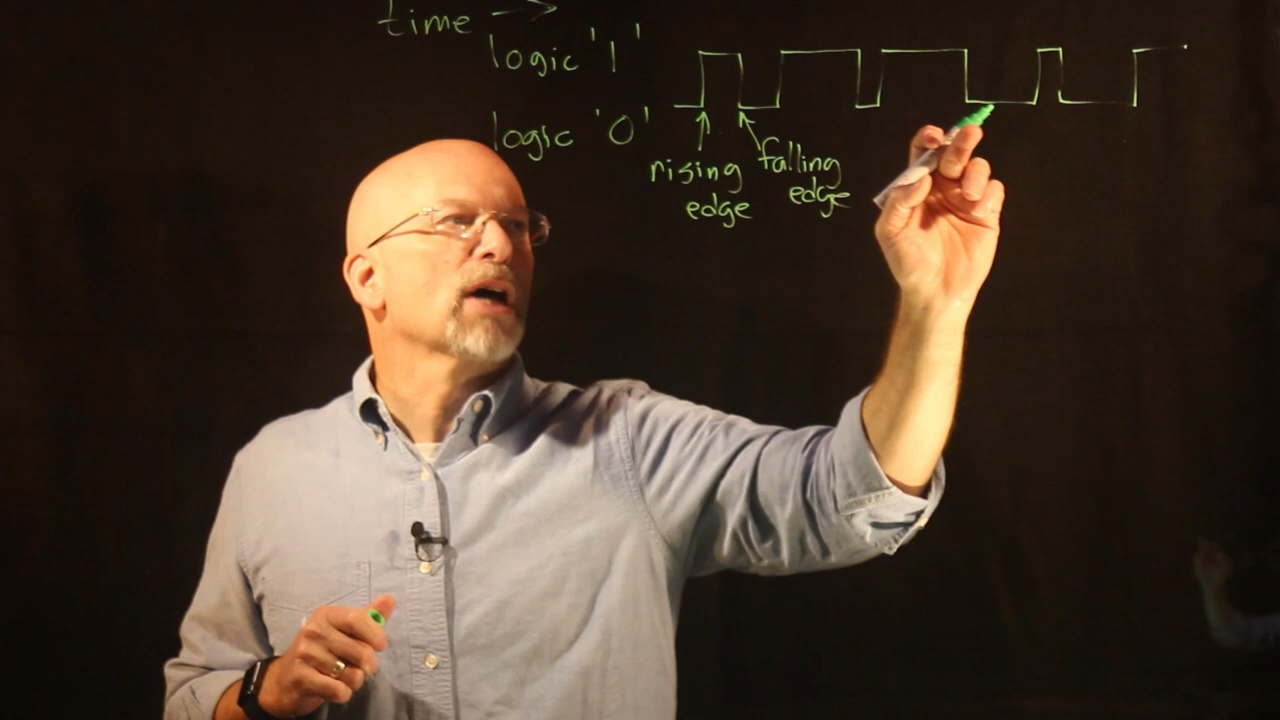 time →
logic '1'
logic '0'
rising
edge
falling
edge